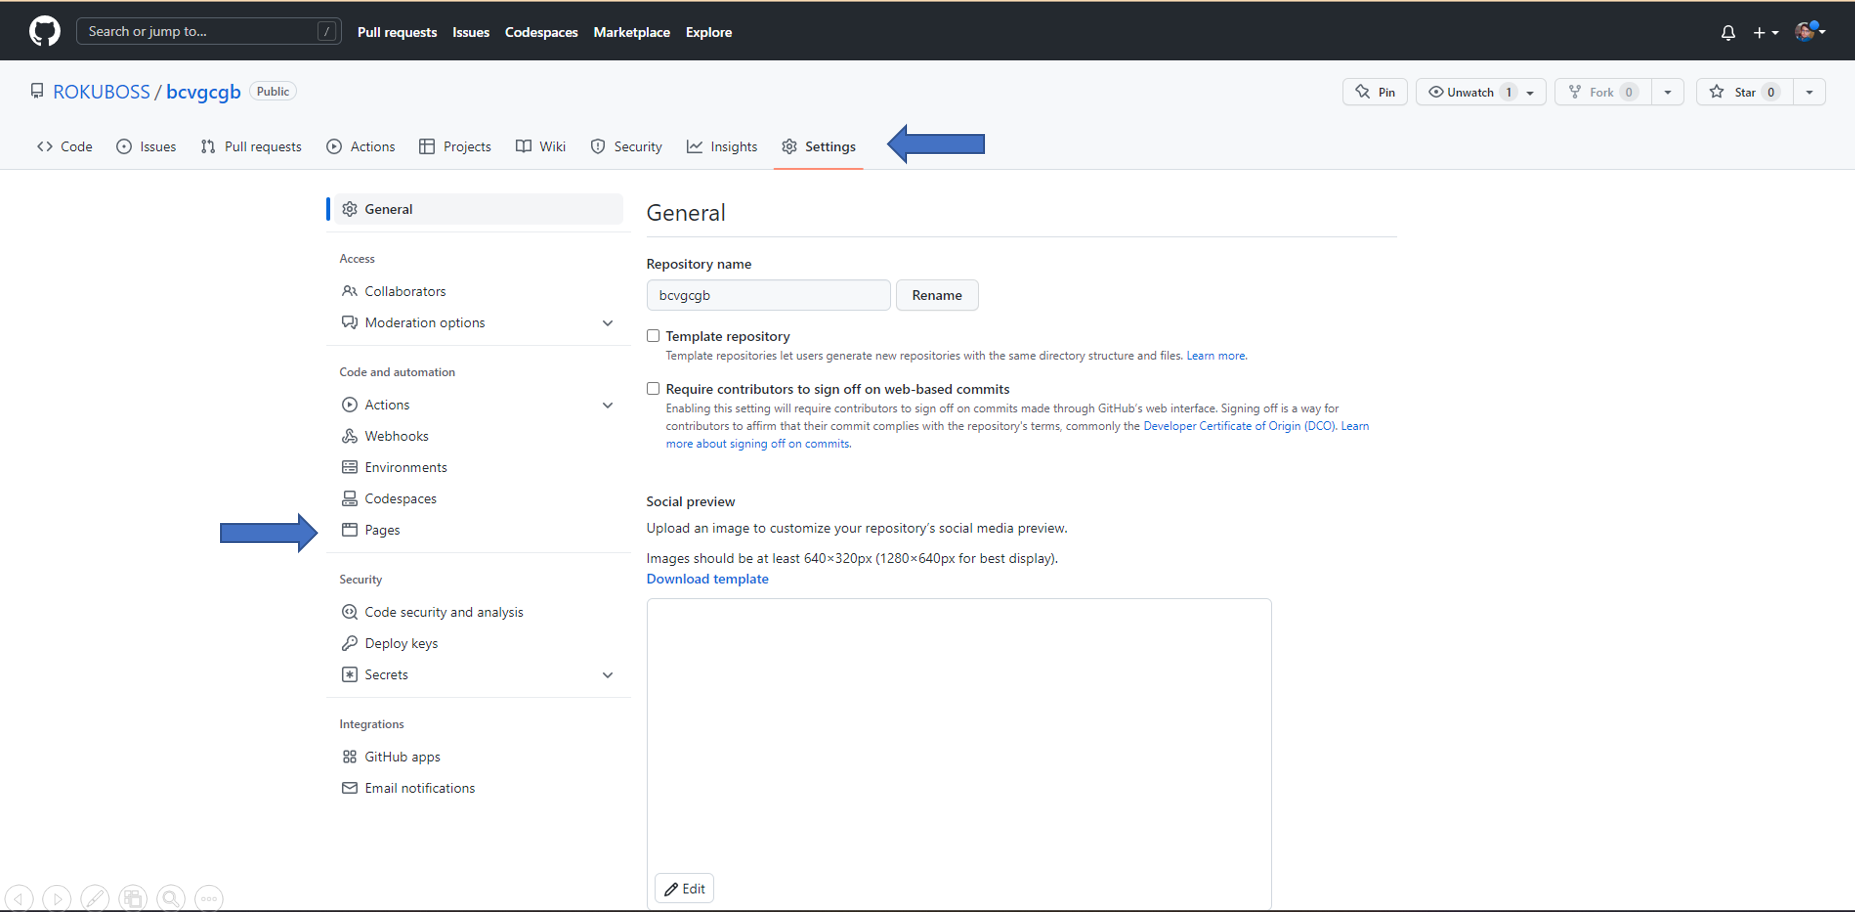 Search or jump to... /
Pull requests Issues Codespaces Marketplace Explore
ROKUBOSS / bcvgcgb Public
Pin Unwatch 1 Fork 0 Star 0
Code Issues Pull requests Actions Projects Wiki Security Insights Settings
General
Access
Collaborators
Moderation options
Code and automation
Actions
Webhooks
Environments
Codespaces
Pages
Security
Code security and analysis
Deploy keys
Secrets
Integrations
GitHub apps
Email notifications
General
Repository name
bcvgcgb Rename
Template repository
Template repositories let users generate new repositories with the same directory structure and files. Learn more.
Require contributors to sign off on web-based commits
Enabling this setting will require contributors to sign off on commits made through GitHub's web interface. Signing off is a way for
contributors to affirm that their commit complies with the repository's terms, commonly the Developer Certificate of Origin (DCO). Learn
more about signing off on commits.
Social preview
Upload an image to customize your repository's social media preview.
Images should be at least 640×320px (1280×640px for best display).
Download template
Edit